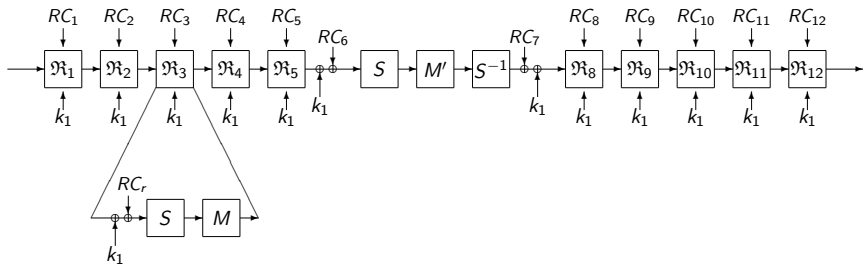 RC₁ RC₂ RC₃ RC₄ RC₅ RC₈ RC₉ RC₁₀ RC₁₁ RC₁₂
RC₆ RC₇
ℜ₁ ℜ₂ ℜ₃ ℜ₄ ℜ₅ S M′ S⁻¹ ℜ₈ ℜ₉ ℜ₁₀ ℜ₁₁ ℜ₁₂
k₁ k₁
k₁ k₁ k₁ k₁ k₁ k₁ k₁ k₁ k₁ k₁
RCᵣ
S M
k₁